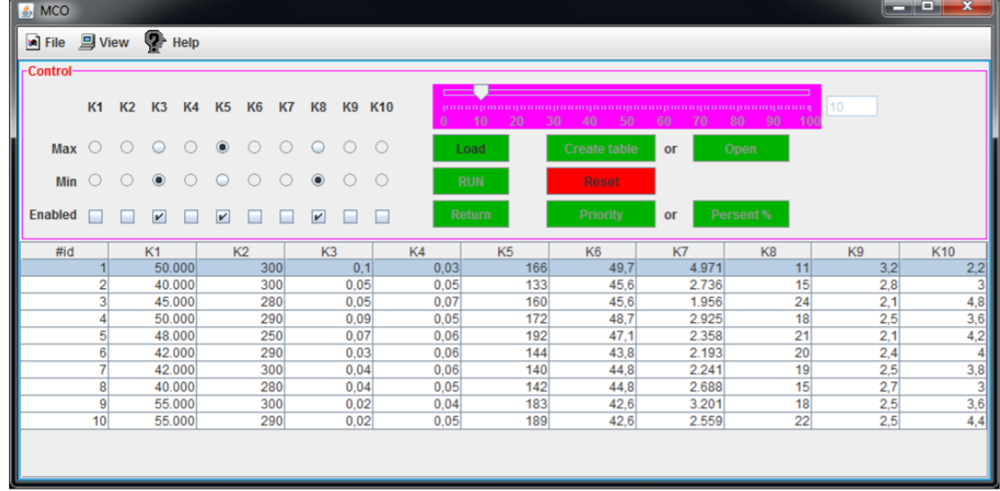 MCO
File View Help
Control
K1 K2 K3 K4 K5 K6 K7 K8 K9 K10
10
0 10 20 30 40 50 60 70 80 90 100
Max
Load Create table or Open
Min
RUN Reset
Enabled
Return Priority or Persent %
#id K1 K2 K3 K4 K5 K6 K7 K8 K9 K10
1 50.000 300 0,1 0,03 166 49,7 4.971 11 3,2 2,2
2 40.000 300 0,05 0,05 133 45,6 2.736 15 2,8 3
3 45.000 280 0,05 0,07 160 45,6 1.956 24 2,1 4,8
4 50.000 290 0,09 0,05 172 48,7 2.925 18 2,5 3,6
5 48.000 250 0,07 0,06 192 47,1 2.358 21 2,1 4,2
6 42.000 290 0,03 0,06 144 43,8 2.193 20 2,4 4
7 42.000 300 0,04 0,06 140 44,8 2.241 19 2,5 3,8
8 40.000 280 0,04 0,05 142 44,8 2.688 15 2,7 3
9 55.000 300 0,02 0,04 183 42,6 3.201 18 2,5 3,6
10 55.000 290 0,02 0,05 189 42,6 2.559 22 2,5 4,4